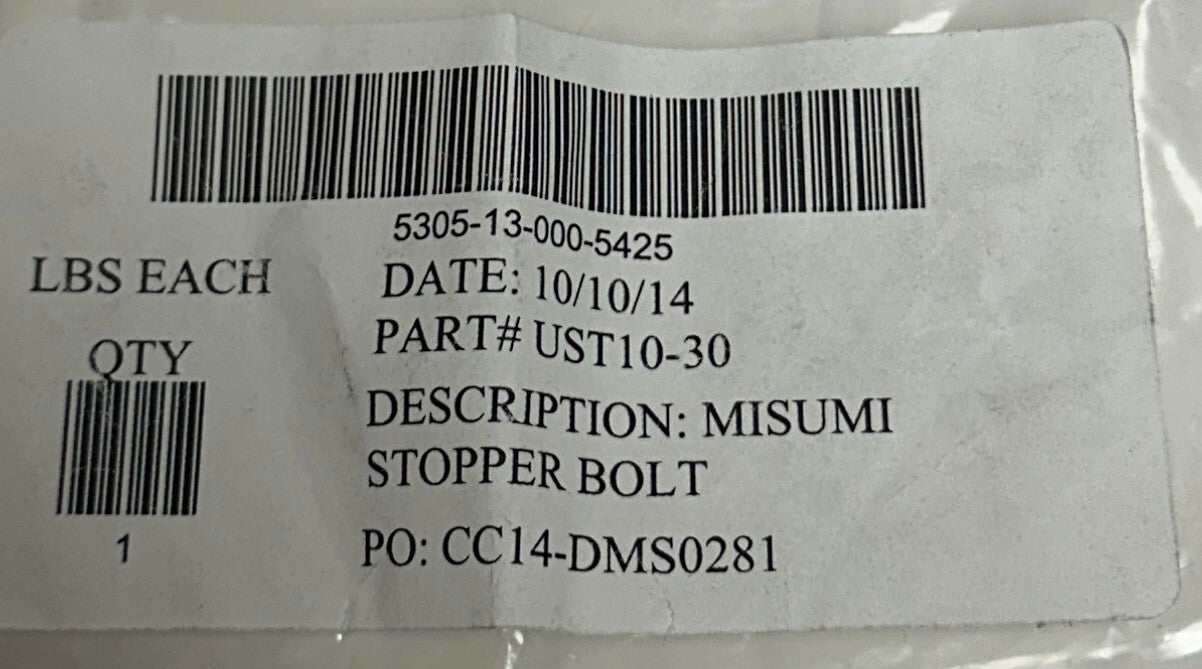 5305-13-000-5425
LBS EACH
DATE: 10/10/14
PART# UST10-30
QTY
DESCRIPTION: MISUMI
STOPPER BOLT
1
PO: CC14-DMS0281